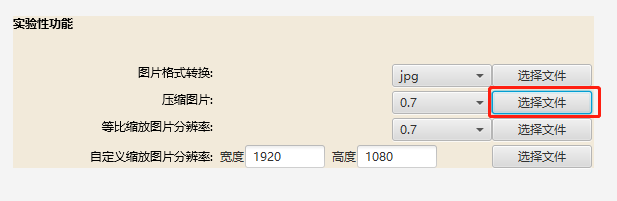 实验性功能
图片格式转换: jpg 选择文件
压缩图片: 0.7 选择文件
等比缩放图片分辨率: 0.7 选择文件
自定义缩放图片分辨率: 宽度 1920 高度 1080 选择文件